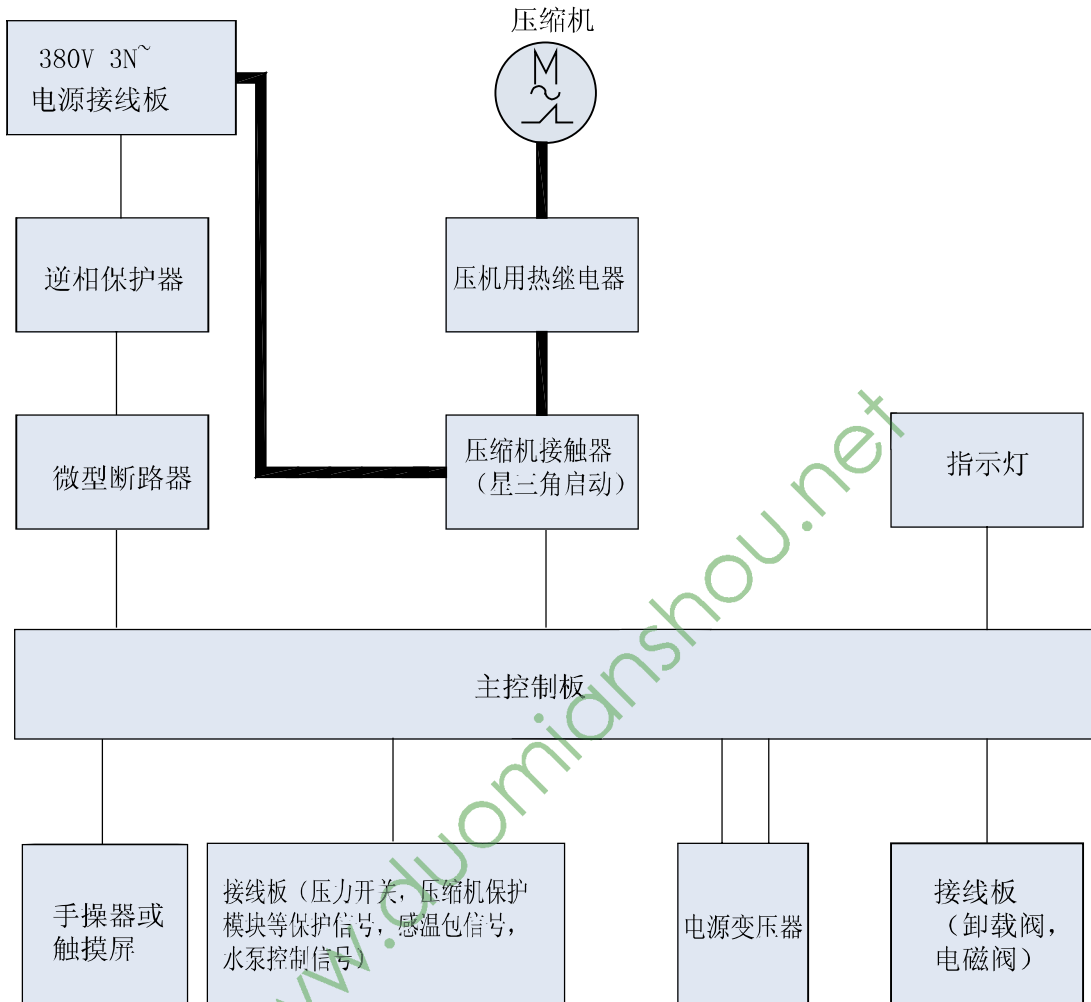 压缩机
380V 3N~
电源接线板
逆相保护器
压机用热继电器
微型断路器
压缩机接触器
（星三角启动）
指示灯
主控制板
手操器或
触摸屏
接线板（压力开关，压缩机保护
模块等保护信号，感温包信号，
水泵控制信号）
电源变压器
接线板
（卸载阀，
电磁阀）
www.duomianshou.net